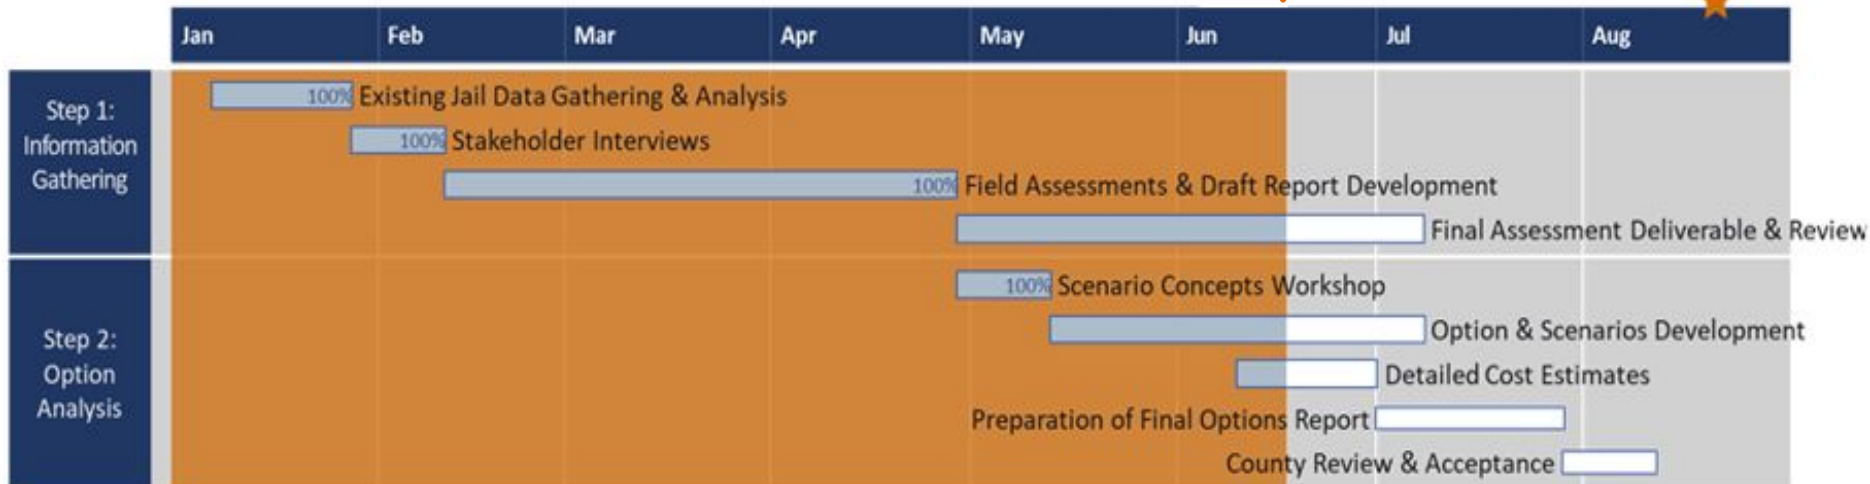 Jan Feb Mar Apr May Jun Jul Aug
Step 1:
Information
Gathering
100% Existing Jail Data Gathering & Analysis
100% Stakeholder Interviews
100% Field Assessments & Draft Report Development
Final Assessment Deliverable & Review
Step 2:
Option
Analysis
100% Scenario Concepts Workshop
Option & Scenarios Development
Detailed Cost Estimates
Preparation of Final Options Report
County Review & Acceptance